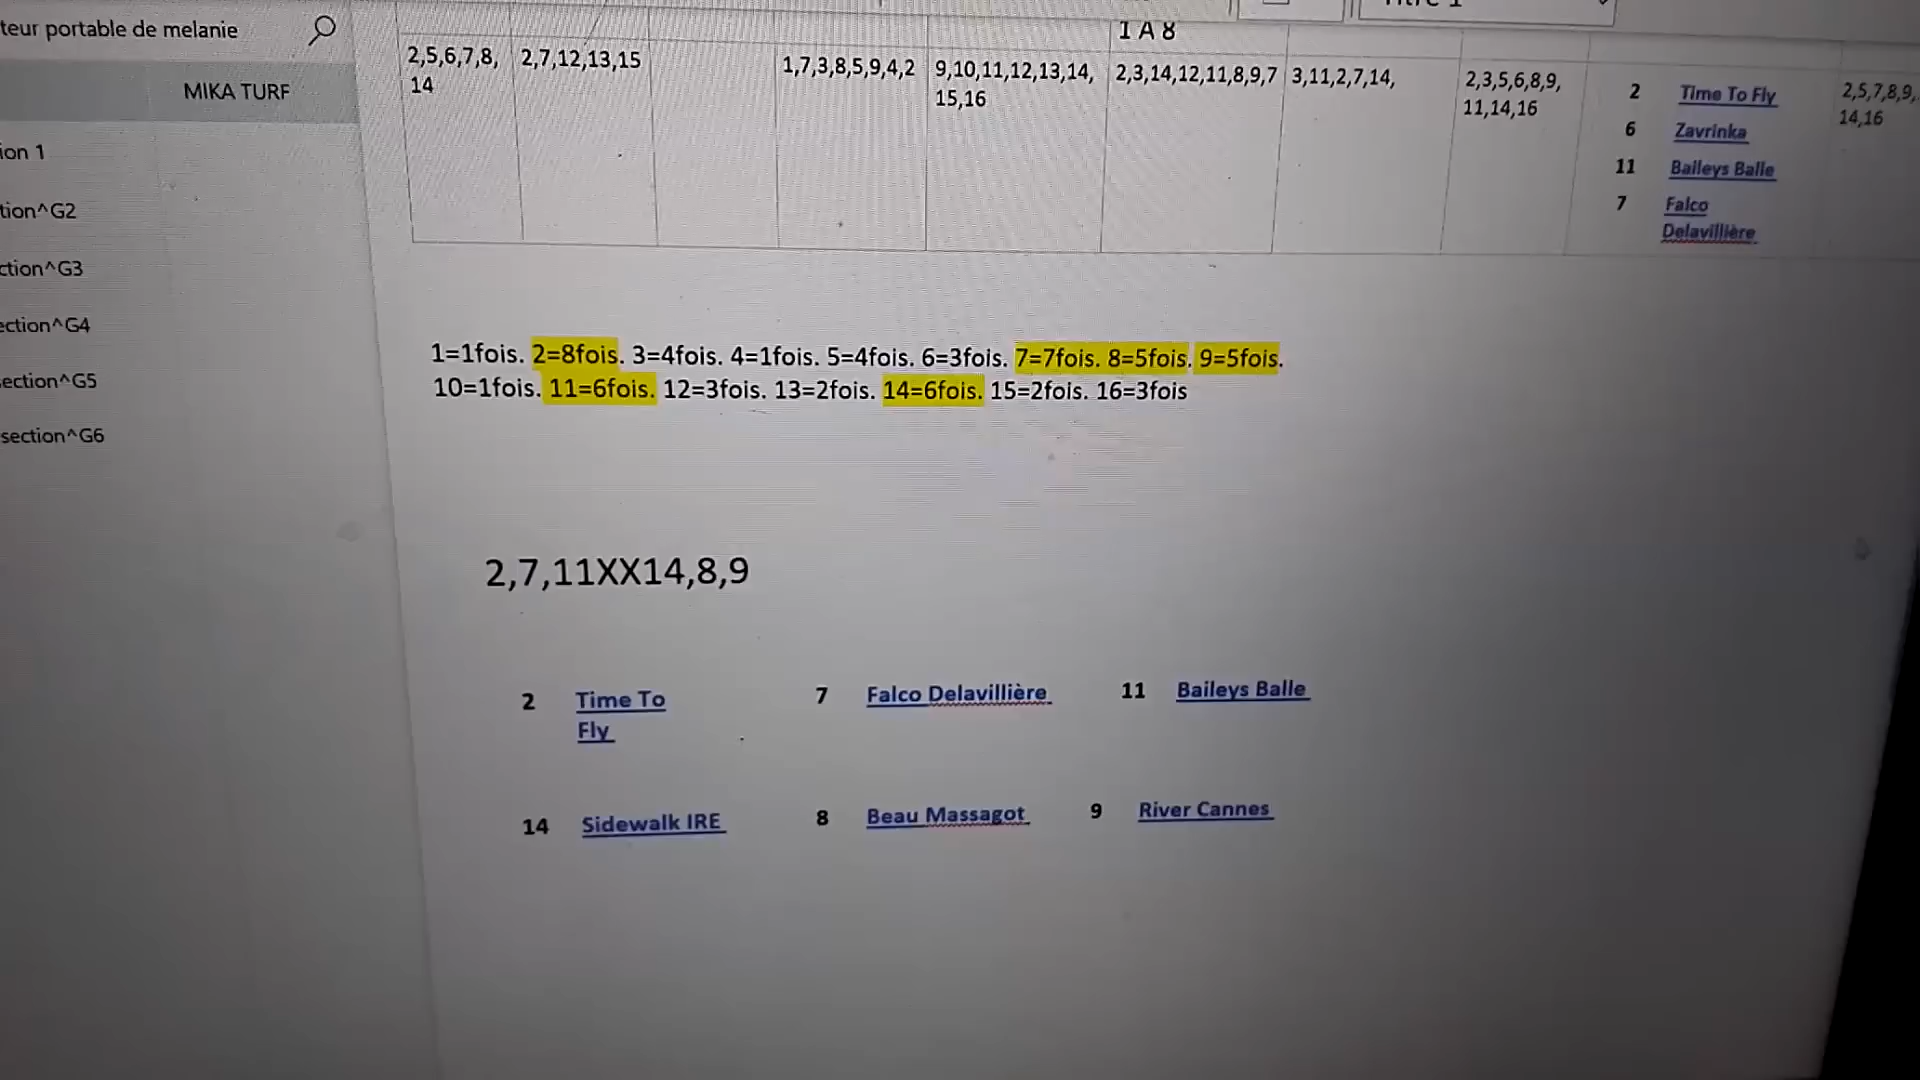 teur portable de melanie
MIKA TURF
ion 1
tion^G2
ction^G3
ection^G4
ection^G5
section^G6
1 A 8
2,5,6,7,8,
14
2,7,12,13,15
1,7,3,8,5,9,4,2
9,10,11,12,13,14,
15,16
2,3,14,12,11,8,9,7
3,11,2,7,14,
2,3,5,6,8,9,
11,14,16
2 Time To Fly
6 Zavrinka
11 Baileys Balle
7 Falco
Delavillière
2,5,7,8,9,
14,16
1=1fois. 2=8fois. 3=4fois. 4=1fois. 5=4fois. 6=3fois. 7=7fois. 8=5fois. 9=5fois.
10=1fois. 11=6fois. 12=3fois. 13=2fois. 14=6fois. 15=2fois. 16=3fois
2,7,11XX14,8,9
2 Time To
Fly
7 Falco Delavillière
11 Baileys Balle
14 Sidewalk IRE
8 Beau Massagot
9 River Cannes